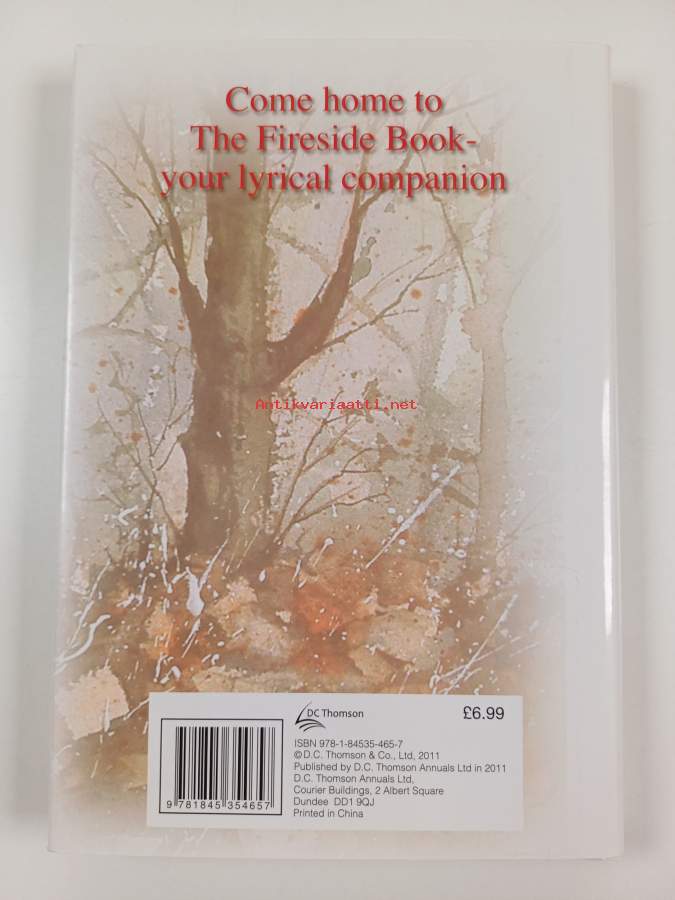 Come home to
The Fireside Book-
your lyrical companion
Antikvariaatti.net
DC Thomson
£6.99
ISBN 978-1-84535-465-7
© D.C. Thomson & Co., Ltd, 2011
Published by D.C. Thomson Annuals Ltd in 2011
D.C. Thomson Annuals Ltd,
Courier Buildings, 2 Albert Square
Dundee DD1 9QJ
Printed in China
9 781845 354657